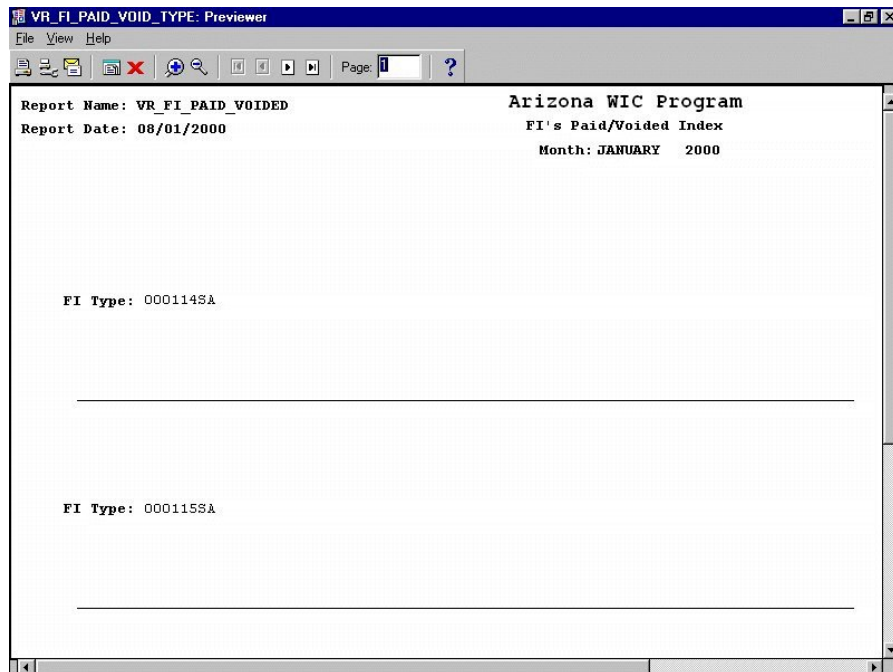 VR_FI_PAID_VOID_TYPE: Previewer
File View Help
Page: 1
?
Report Name: VR_FI_PAID_VOIDED
Arizona WIC Program
Report Date: 08/01/2000
FI's Paid/Voided Index
Month: JANUARY 2000
FI Type: 000114SA
FI Type: 000115SA